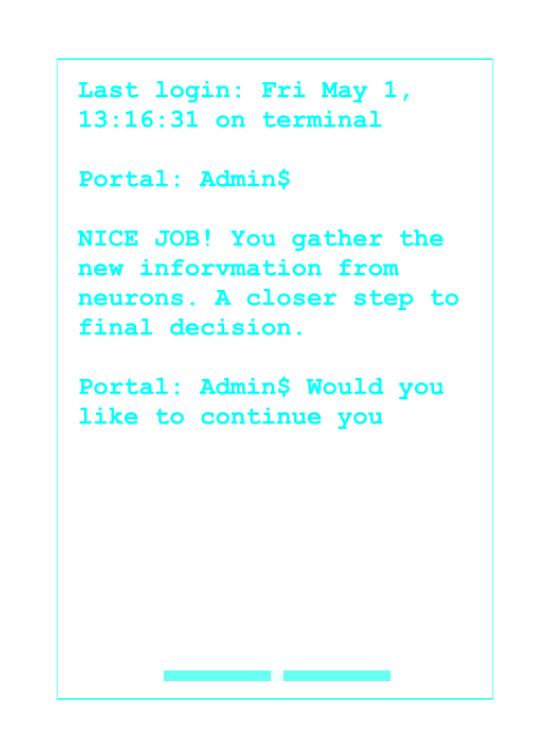 Last login: Fri May 1,
13:16:31 on terminal
Portal: Admin$
NICE JOB! You gather the
new inforvmation from
neurons. A closer step to
final decision.
Portal: Admin$ Would you
like to continue you